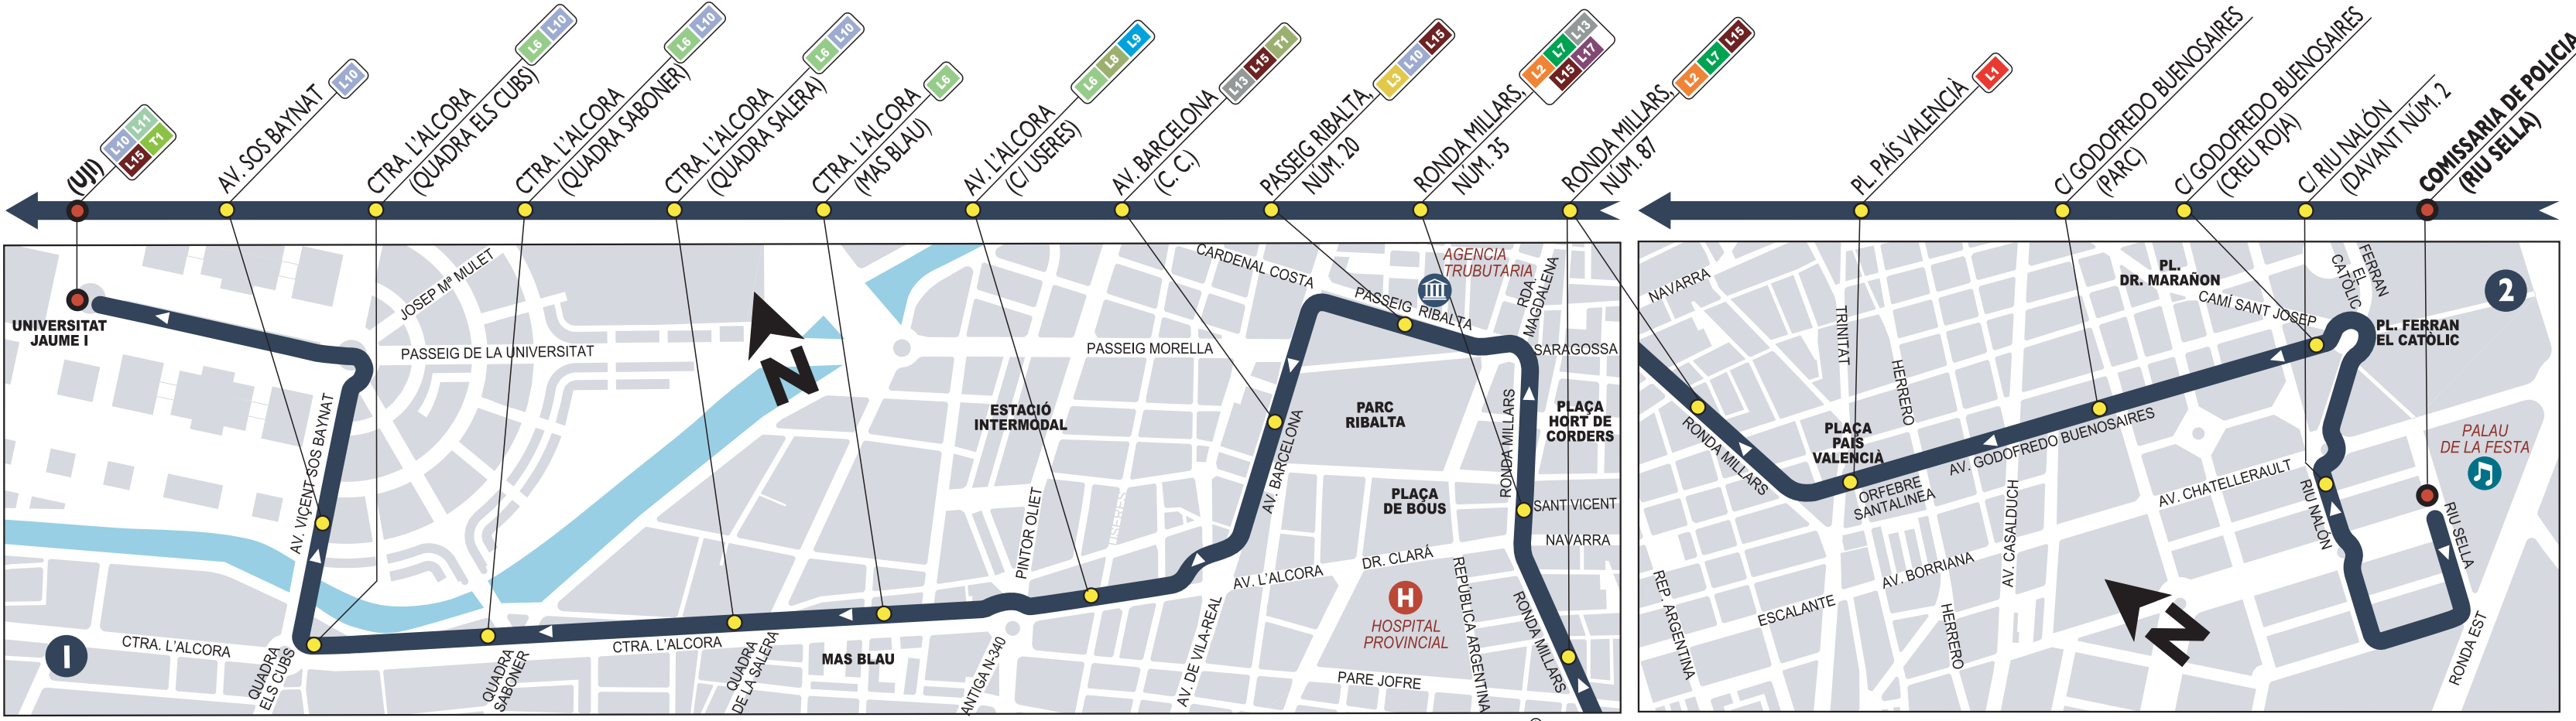 (UJI)
L10 L11
L15 T1
AV. SOS BAYNAT
L10
CTRA. L'ALCORA
(QUADRA ELS CUBS)
L6 L10
CTRA. L'ALCORA
(QUADRA SABONER)
L6 L10
CTRA. L'ALCORA
(QUADRA SALERA)
L6 L10
CTRA. L'ALCORA
(MAS BLAU)
L6
AV. L'ALCORA
(C/ USERES)
L6 L8 L9
AV. BARCELONA
(C. C.)
L13 L15 T1
PASSEIG RIBALTA,
NÚM. 20
L3 L10 L15
RONDA MILLARS,
NÚM. 35
L2 L7 L13
L15 L17
RONDA MILLARS,
NÚM. 87
L2 L7 L15
PL. PAÍS VALENCIÀ
L1
C/ GODOFREDO BUENOSAIRES
(PARC)
C/ GODOFREDO BUENOSAIRES
(CREU ROJA)
C/ RIU NALÓN
(DAVANT NÚM. 2
COMISSARIA DE POLICIA
(RIU SELLA)
UNIVERSITAT
JAUME I
JOSEP Mª MULET
PASSEIG DE LA UNIVERSITAT
AV. VIÇENT SOS BAYNAT
1
CTRA. L'ALCORA
QUADRA
ELS CUBS
QUADRA
SABONER
CTRA. L'ALCORA
QUADRA
DE LA SALERA
MAS BLAU
N
ESTACIÓ
INTERMODAL
PASSEIG MORELLA
PINTOR OLIET
USERES
ANTIGA N-340
AV. DE VILA-REAL
AV. L'ALCORA
DR. CLARÁ
AV. BARCELONA
CARDENAL COSTA
PASSEIG RIBALTA
AGENCIA
TRUBUTARIA
RDA.
MAGDALENA
SARAGOSSA
PARC
RIBALTA
PLAÇA
HORT DE
CORDERS
RONDA MILLARS
PLAÇA
DE BOUS
SANT VICENT
NAVARRA
H
HOSPITAL
PROVINCIAL
REPÚBLICA ARGENTINA
RONDA MILLARS
PARE JOFRE
NAVARRA
TRINITAT
HERRERO
PLAÇA
PAIS
VALENCIÀ
RONDA MILLARS
ORFEBRE
SANTALINEA
AV. GODOFREDO BUENOSAIRES
PL.
DR. MARAÑON
CAMÍ SANT JOSEP
FERRAN
EL
CATÒLIC
PL. FERRAN
EL CATÒLIC
2
PALAU
DE LA FESTA
AV. CHATELLERAULT
AV. CASALDUCH
AV. BORRIANA
ESCALANTE
REP. ARGENTINA
HERRERO
RIU NALÓN
RIU SELLA
RONDA EST
N